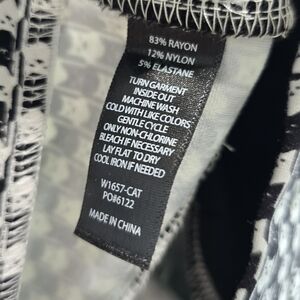 83% RAYON
12% NYLON
5% ELASTANE
TURN GARMENT
INSIDE OUT
MACHINE WASH
COLD WITH LIKE COLORS
GENTLE CYCLE
ONLY NON-CHLORINE
BLEACH IF NECESSARY
LAY FLAT TO DRY
COOL IRON IF NEEDED
W1657-CAT
PO#6122
MADE IN CHINA